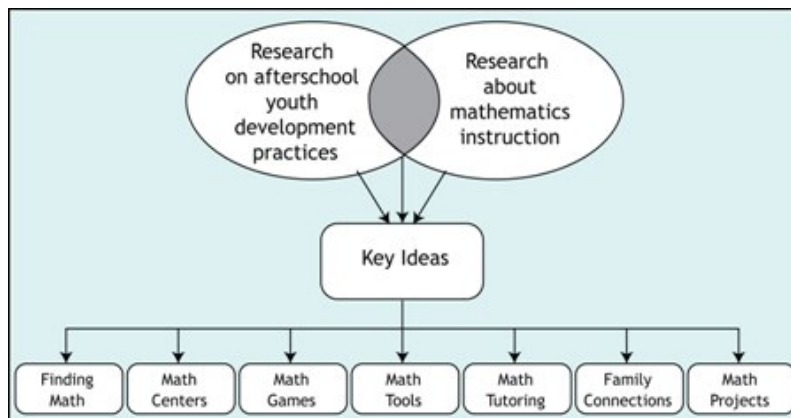 Research
on afterschool
youth
development
practices
Research
about
mathematics
instruction
Key Ideas
Finding
Math
Math
Centers
Math
Games
Math
Tools
Math
Tutoring
Family
Connections
Math
Projects